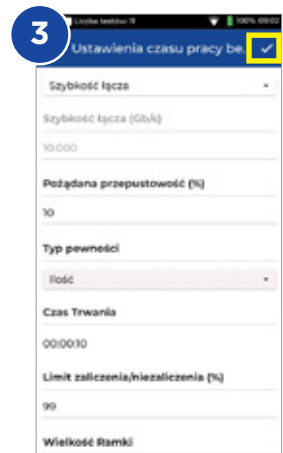 3
Liczba testów: 11
100% 09:02
Ustawienia czasu pracy be...
Szybkość łącza
Szybkość łącza (Gb/s)
10.000
Pożądana przepustowość (%)
10
Typ pewności
Ilość
Czas Trwania
00:00:10
Limit zaliczenia/niezaliczenia (%)
99
Wielkość Ramki